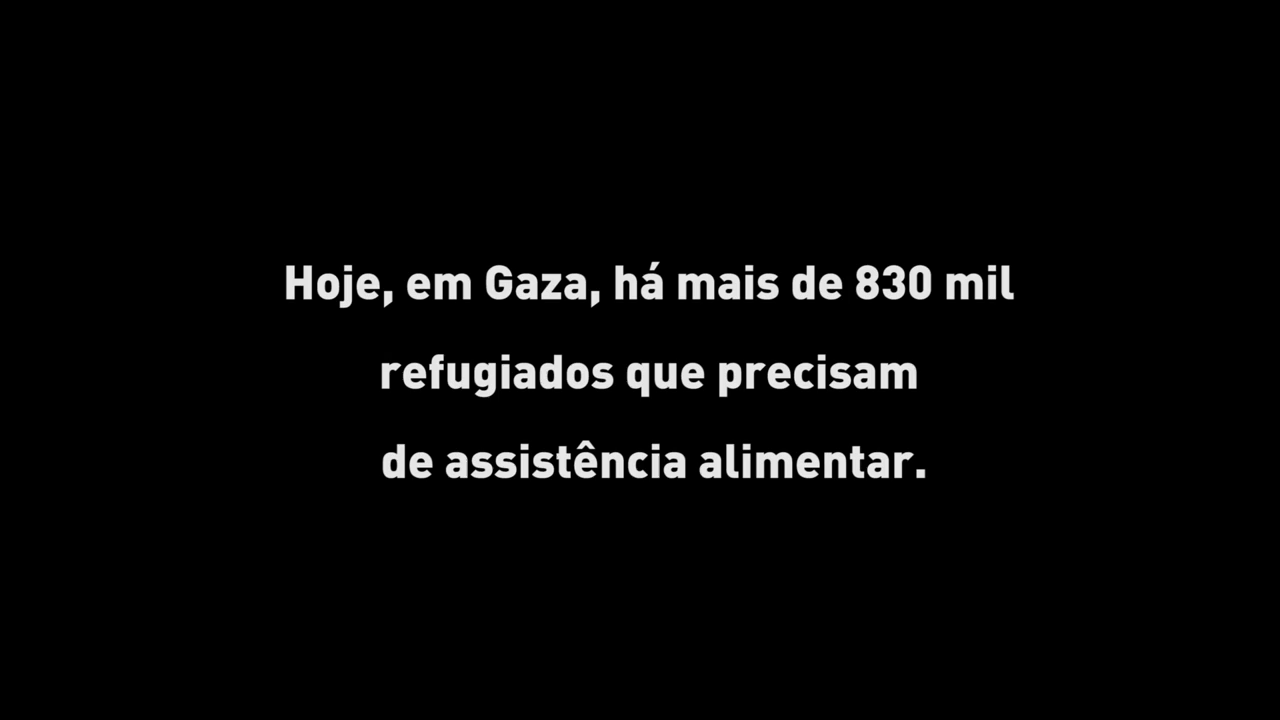 Hoje, em Gaza, há mais de 830 mil
refugiados que precisam
de assistência alimentar.